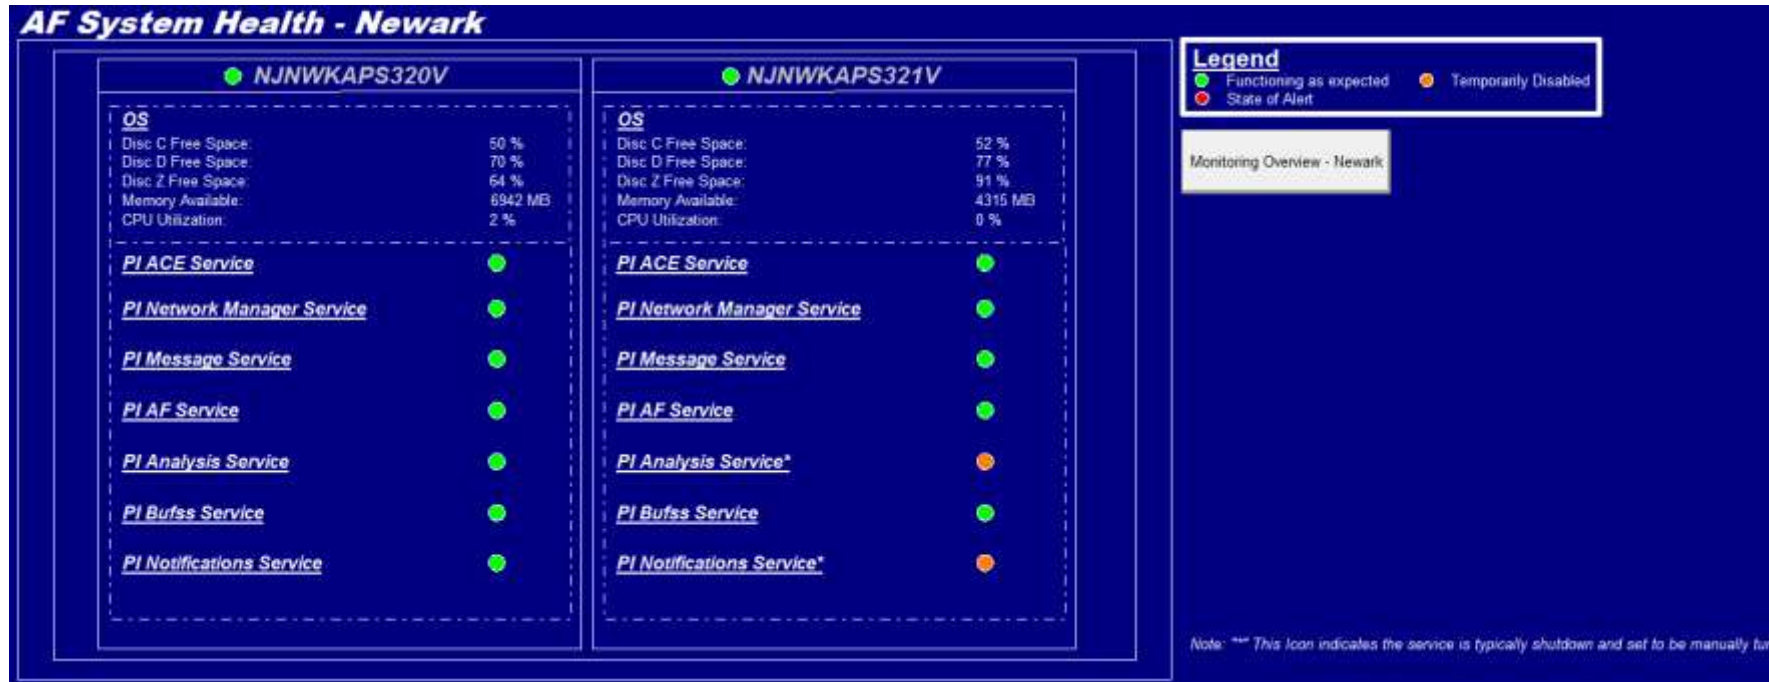 AF System Health - Newark
NJNWKAPS320V
OS
Disc C Free Space: 50 %
Disc D Free Space: 70 %
Disc Z Free Space: 64 %
Memory Available: 6942 MB
CPU Utilization: 2 %
PI ACE Service
PI Network Manager Service
PI Message Service
PI AF Service
PI Analysis Service
PI Bufss Service
PI Notifications Service
NJNWKAPS321V
OS
Disc C Free Space: 52 %
Disc D Free Space: 77 %
Disc Z Free Space: 91 %
Memory Available: 4315 MB
CPU Utilization: 0 %
PI ACE Service
PI Network Manager Service
PI Message Service
PI AF Service
PI Analysis Service*
PI Bufss Service
PI Notifications Service*
Legend
Functioning as expected Temporarily Disabled
State of Alert
Monitoring Overview - Newark
Note: "*" This Icon indicates the service is typically shutdown and set to be manually